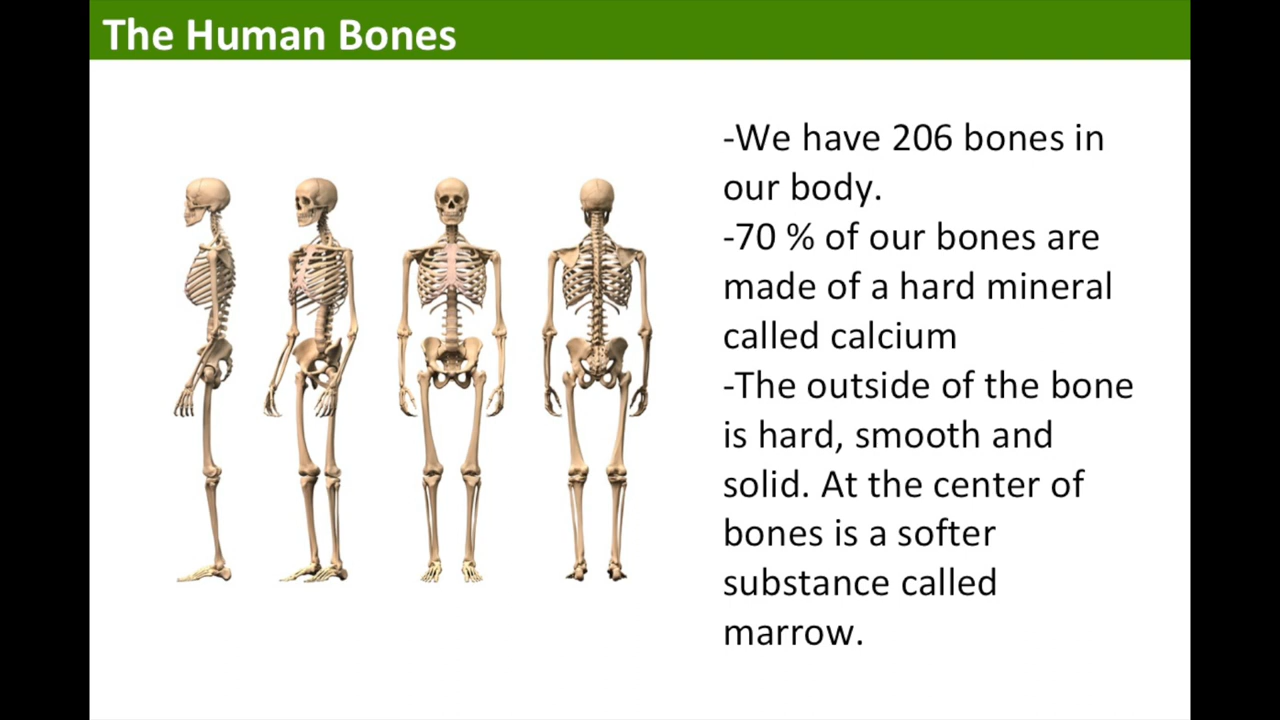 The Human Bones
-We have 206 bones in
our body.
-70 % of our bones are
made of a hard mineral
called calcium
-The outside of the bone
is hard, smooth and
solid. At the center of
bones is a softer
substance called
marrow.